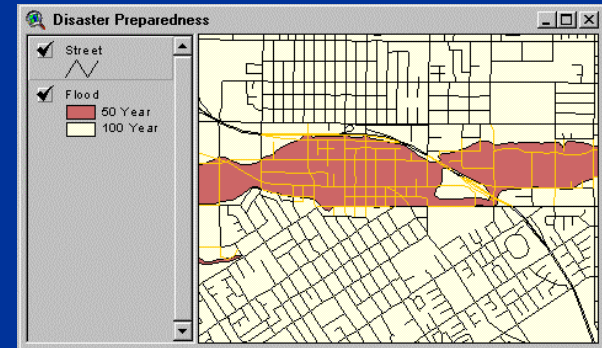 Disaster Preparedness
Street
Flood
50 Year
100 Year